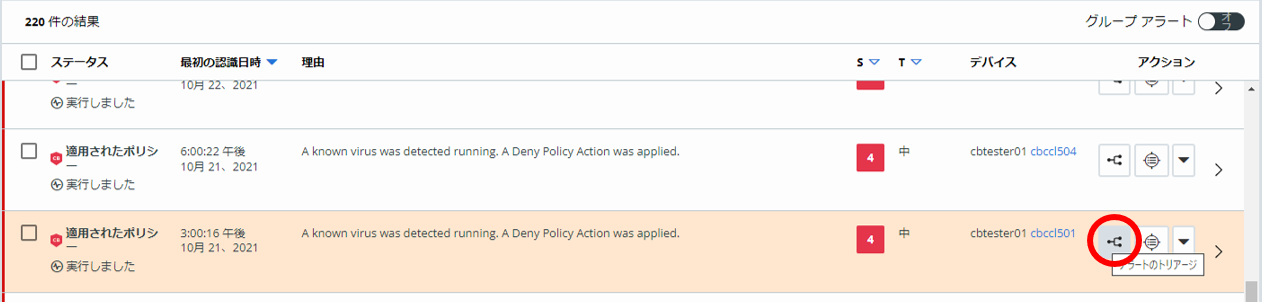 220 件の結果
グループ アラート オフ
ステータス 最初の認識日時 理由 S T デバイス アクション
ー 10月 22、2021
実行しました
適用されたポリシ 6:00:22 午後 A known virus was detected running. A Deny Policy Action was applied. 4 中 cbtester01 cbccl504
CB ー 10月 21、2021
実行しました
適用されたポリシ 3:00:16 午後 A known virus was detected running. A Deny Policy Action was applied. 4 中 cbtester01 cbccl501
CB ー 10月 21、2021
実行しました アラートのトリアージ